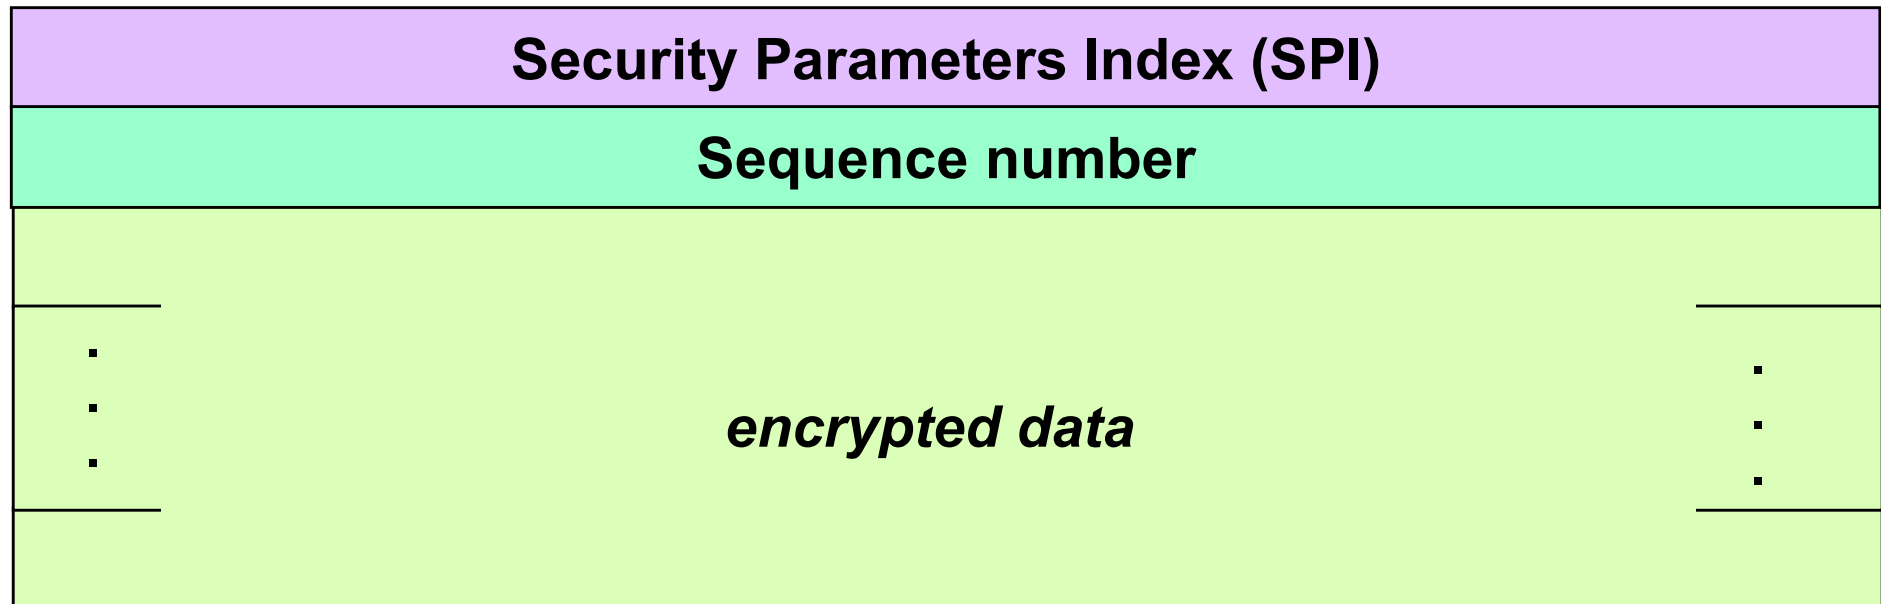 Security Parameters Index (SPI)
Sequence number
encrypted data